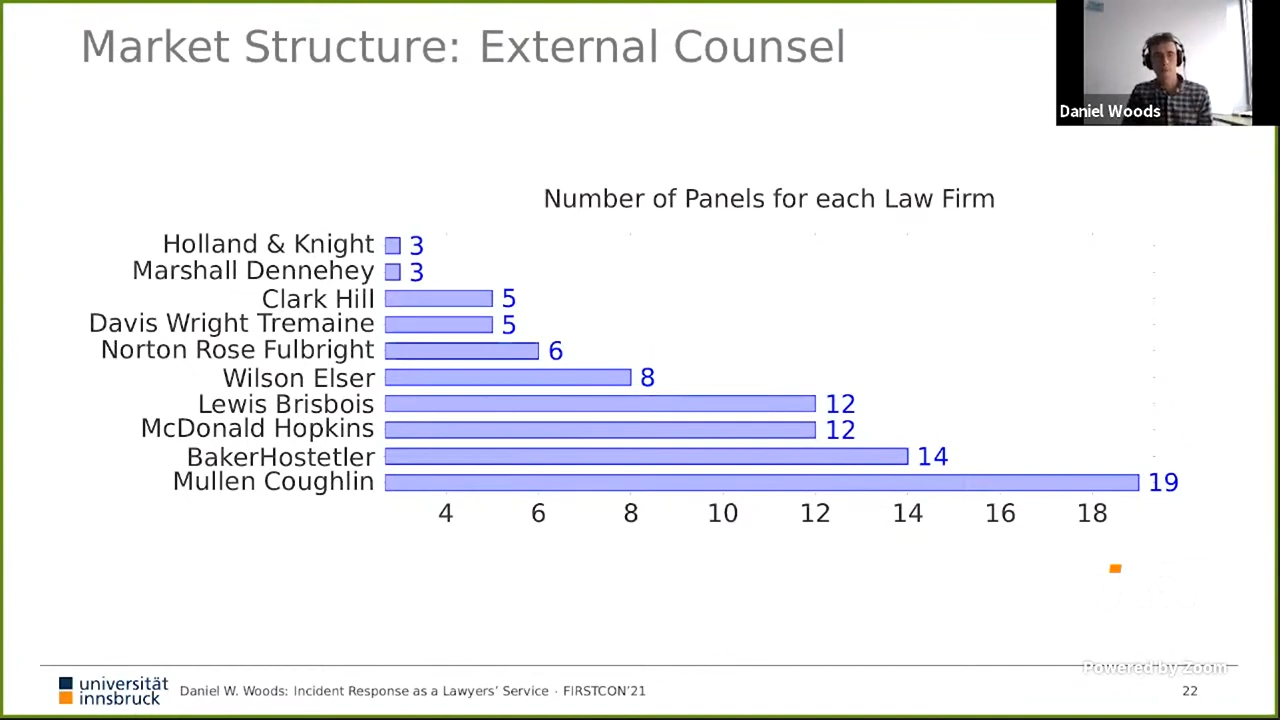 Market Structure: External Counsel
Daniel Woods
Number of Panels for each Law Firm
Holland & Knight 3
Marshall Dennehey 3
Clark Hill 5
Davis Wright Tremaine 5
Norton Rose Fulbright 6
Wilson Elser 8
Lewis Brisbois 12
McDonald Hopkins 12
BakerHostetler 14
Mullen Coughlin 19
4 6 8 10 12 14 16 18
Powered by Zoom
universität
innsbruck
Daniel W. Woods: Incident Response as a Lawyers’ Service · FIRSTCON’21
22